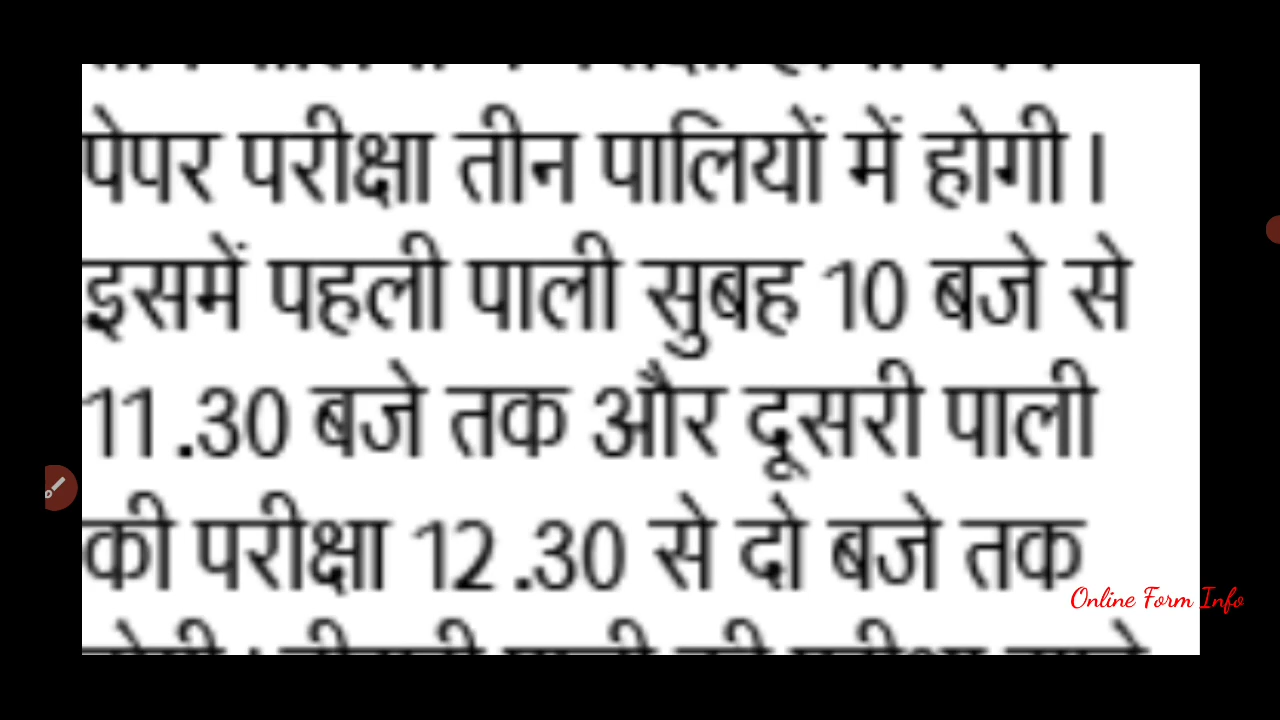 पेपर परीक्षा तीन पालियों में होगी।
इसमें पहली पाली सुबह 10 बजे से
11.30 बजे तक और दूसरी पाली
की परीक्षा 12.30 से दो बजे तक
Online Form Info